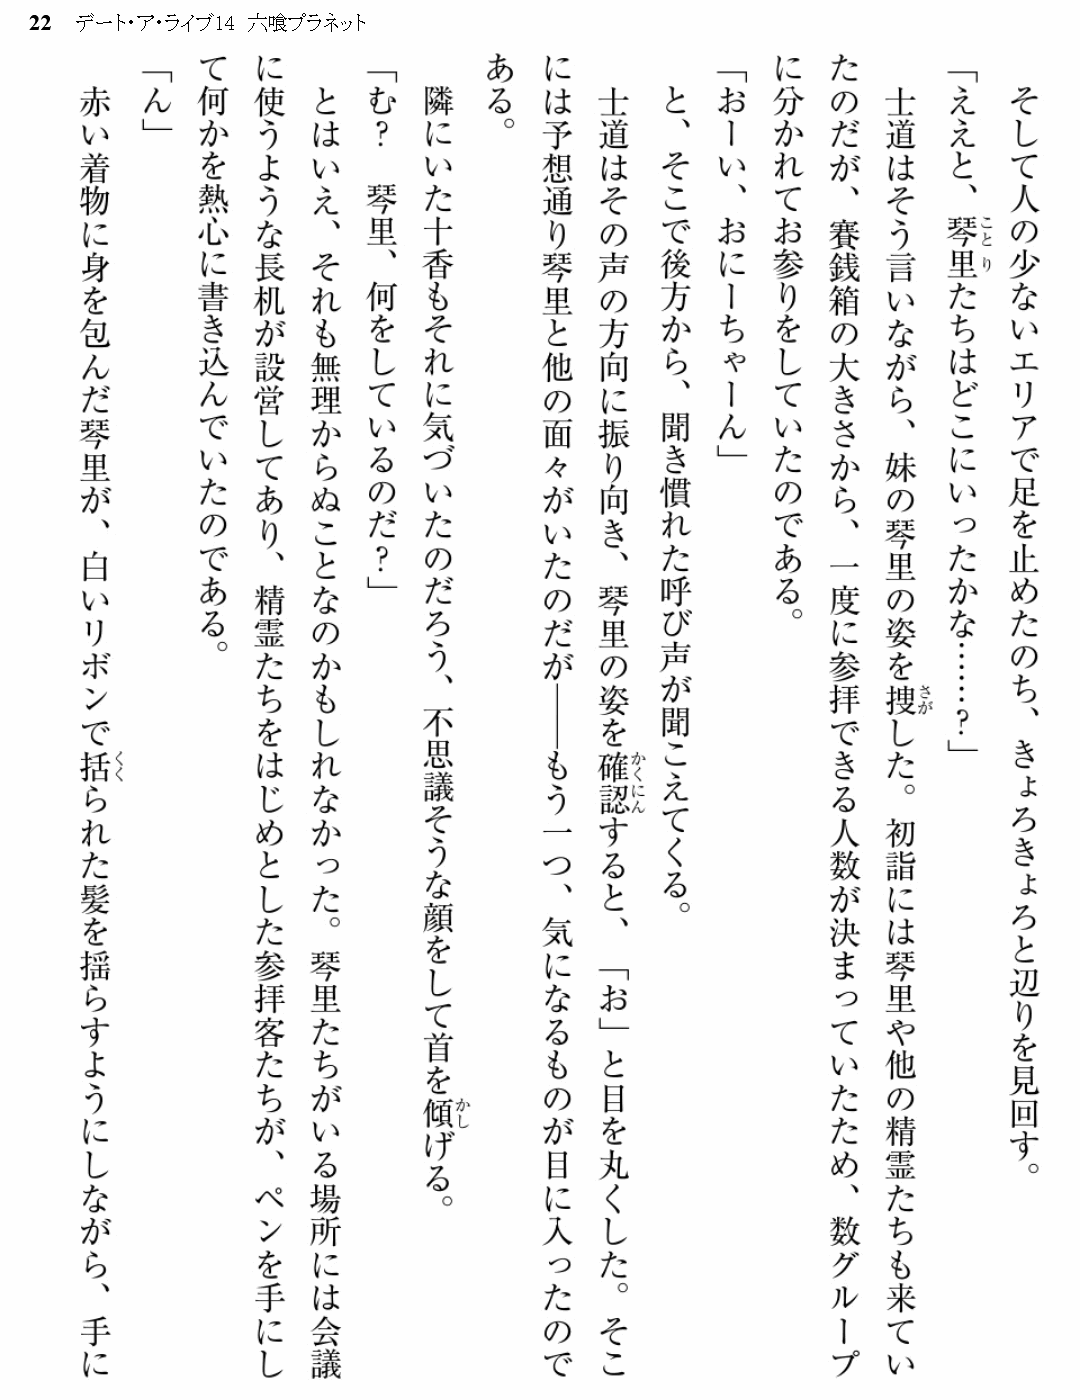 22 デート・ア・ライブ14 六喰プラネット
　そして人の少ないエリアで足を止めたのち、きょろきょろと辺りを見回す。
「ええと、琴里たちはどこにいったかな……？」
　士道はそう言いながら、妹の琴里の姿を捜した。初詣には琴里や他の精霊たちも来てい
たのだが、賽銭箱の大きさから、一度に参拝できる人数が決まっていたため、数グループ
に分かれてお参りをしていたのである。
「おーい、おにーちゃーん」
　と、そこで後方から、聞き慣れた呼び声が聞こえてくる。
　士道はその声の方向に振り向き、琴里の姿を確認すると、「お」と目を丸くした。そこ
には予想通り琴里と他の面々がいたのだが――もう一つ、気になるものが目に入ったので
ある。
　隣にいた十香もそれに気づいたのだろう、不思議そうな顔をして首を傾げる。
「む？　琴里、何をしているのだ？」
　とはいえ、それも無理からぬことなのかもしれなかった。琴里たちがいる場所には会議
に使うような長机が設営してあり、精霊たちをはじめとした参拝客たちが、ペンを手にし
て何かを熱心に書き込んでいたのである。
「ん」
　赤い着物に身を包んだ琴里が、白いリボンで括られた髪を揺らすようにしながら、手に